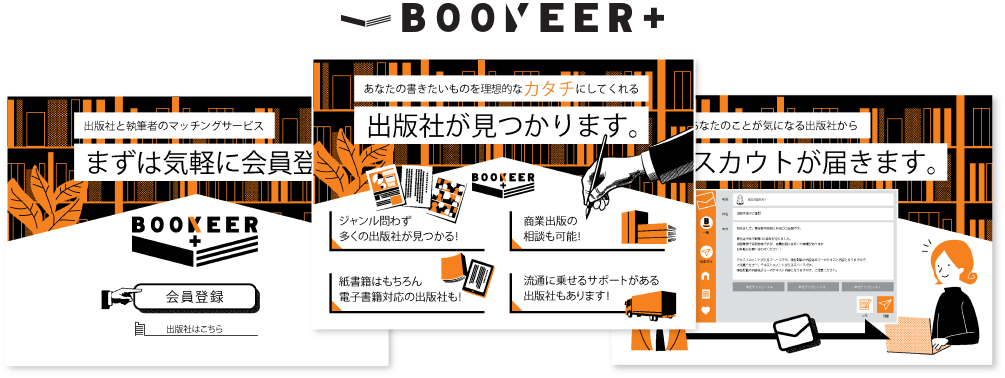 BOOKEER+
出版社と執筆者のマッチングサービス
まずは気軽に会員登
BOOKEER
+
会員登録
出版社はこちら
あなたの書きたいものを理想的なカタチにしてくれる
出版社が見つかります。
BOOKEER
+
ジャンル問わず
多くの出版社が見つかる!
商業出版の
相談も可能!
紙書籍はもちろん
電子書籍対応の出版社も!
流通に乗せるサポートがある
出版社もあります!
あなたのことが気になる出版社から
スカウトが届きます。
B